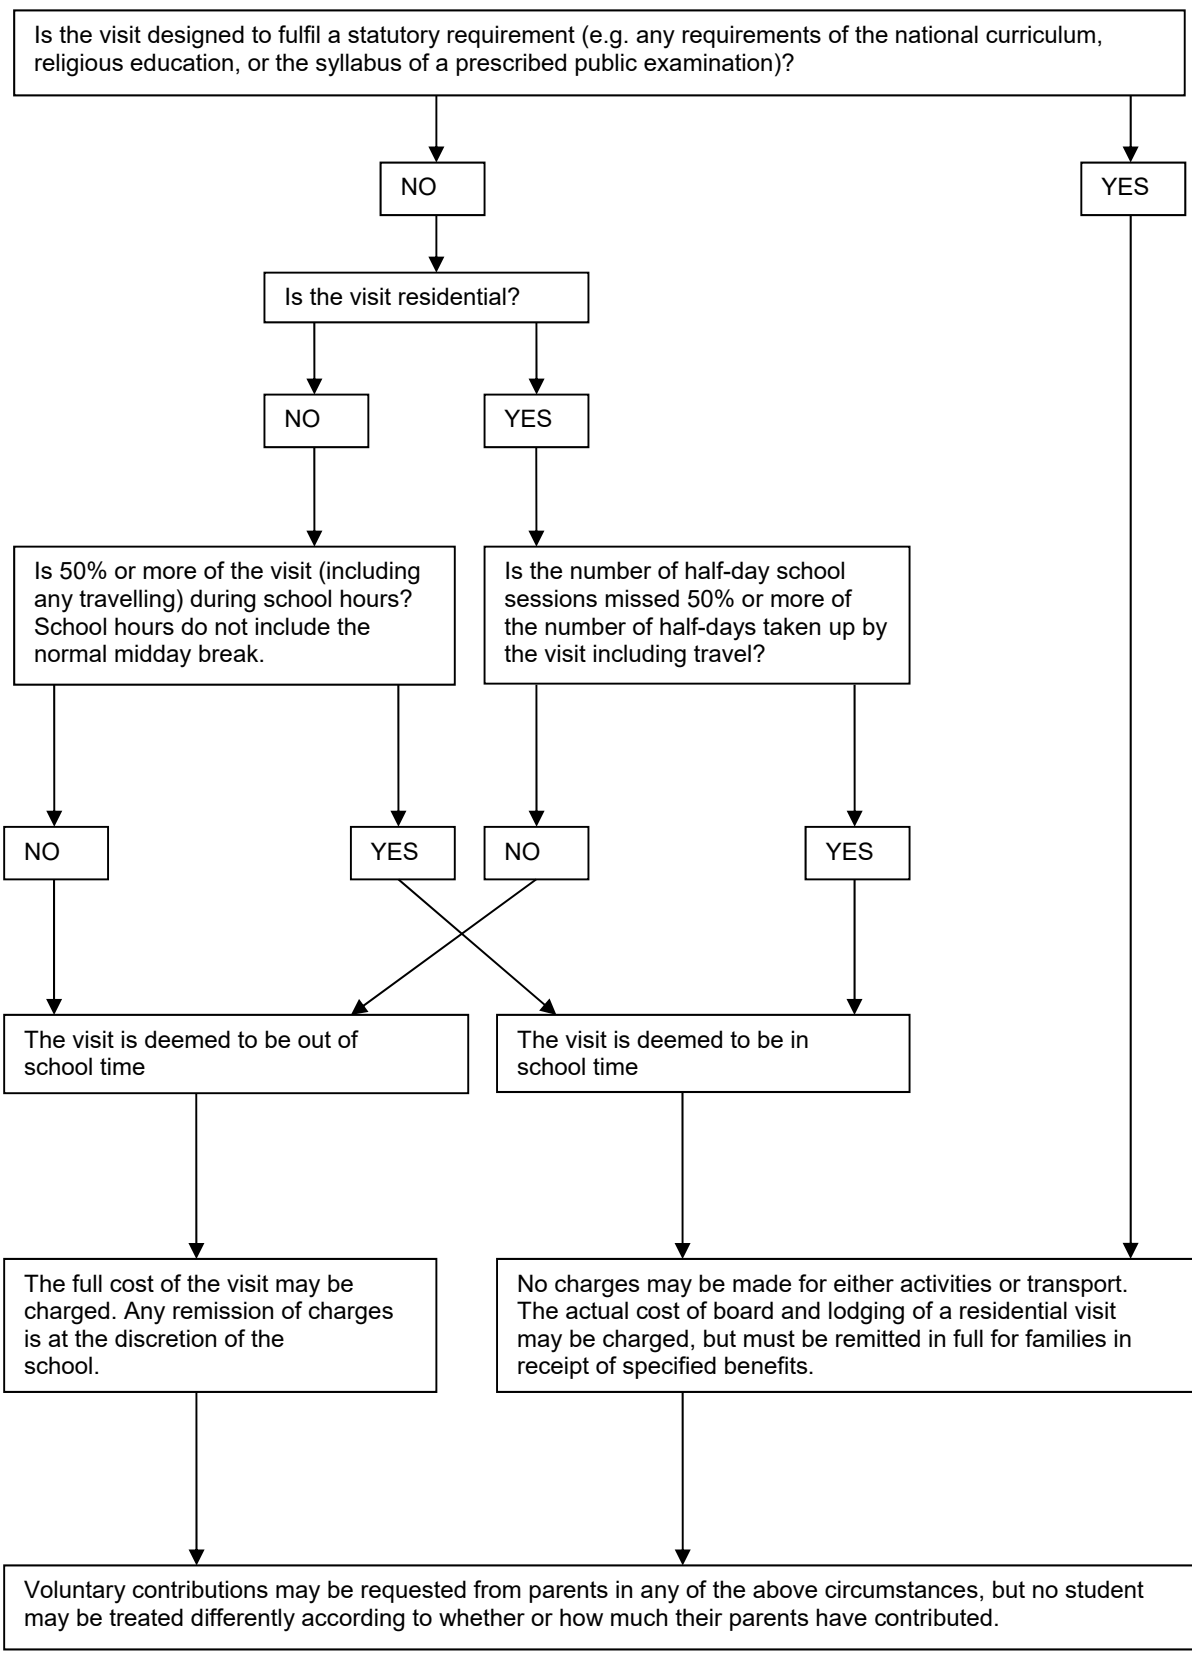 Is the visit designed to fulfil a statutory requirement (e.g. any requirements of the national curriculum,
religious education, or the syllabus of a prescribed public examination)?
NO
YES
Is the visit residential?
NO
YES
Is 50% or more of the visit (including
any travelling) during school hours?
School hours do not include the
normal midday break.
Is the number of half-day school
sessions missed 50% or more of
the number of half-days taken up by
the visit including travel?
NO
YES
NO
YES
The visit is deemed to be out of
school time
The visit is deemed to be in
school time
The full cost of the visit may be
charged. Any remission of charges
is at the discretion of the
school.
No charges may be made for either activities or transport.
The actual cost of board and lodging of a residential visit
may be charged, but must be remitted in full for families in
receipt of specified benefits.
Voluntary contributions may be requested from parents in any of the above circumstances, but no student
may be treated differently according to whether or how much their parents have contributed.